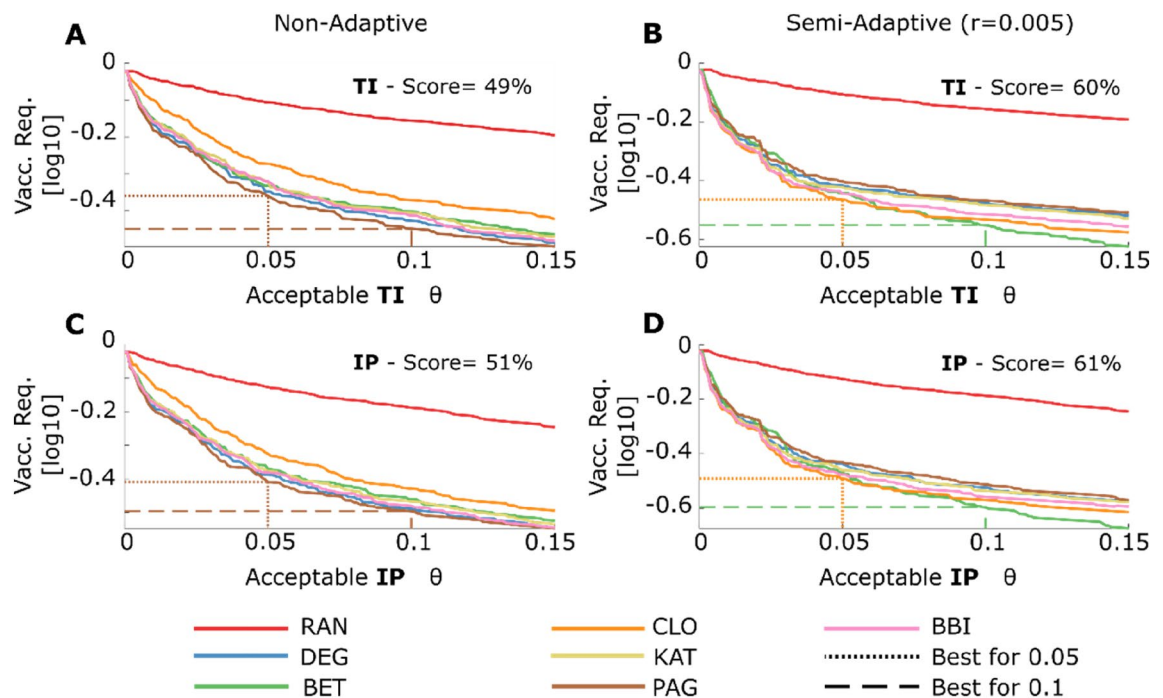 Non-Adaptive
Semi-Adaptive (r=0.005)
A
TI - Score= 49%
Vacc. Req.
[log10]
0
-0.2
-0.4
0 0.05 0.1 0.15
Acceptable TI θ
B
TI - Score= 60%
Vacc. Req.
[log10]
0
-0.2
-0.4
-0.6
0 0.05 0.1 0.15
Acceptable TI θ
C
IP - Score= 51%
Vacc. Req.
[log10]
0
-0.2
-0.4
0 0.05 0.1 0.15
Acceptable IP θ
D
IP - Score= 61%
Vacc. Req.
[log10]
0
-0.2
-0.4
-0.6
0 0.05 0.1 0.15
Acceptable IP θ
RAN
DEG
BET
CLO
KAT
PAG
BBI
Best for 0.05
Best for 0.1